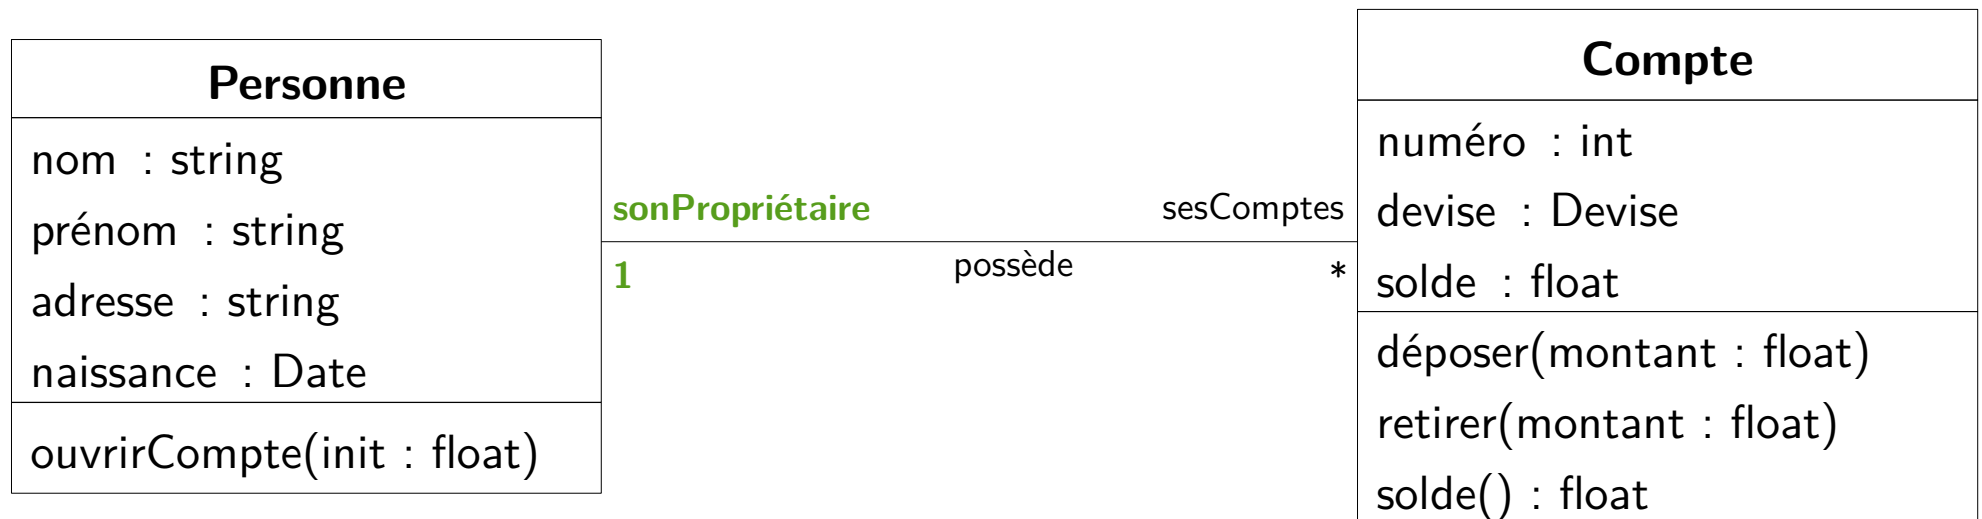 Personne
nom : string
prénom : string
adresse : string
naissance : Date
ouvrirCompte(init : float)
sonPropriétaire
sesComptes
1
possède
*
Compte
numéro : int
devise : Devise
solde : float
déposer(montant : float)
retirer(montant : float)
solde() : float